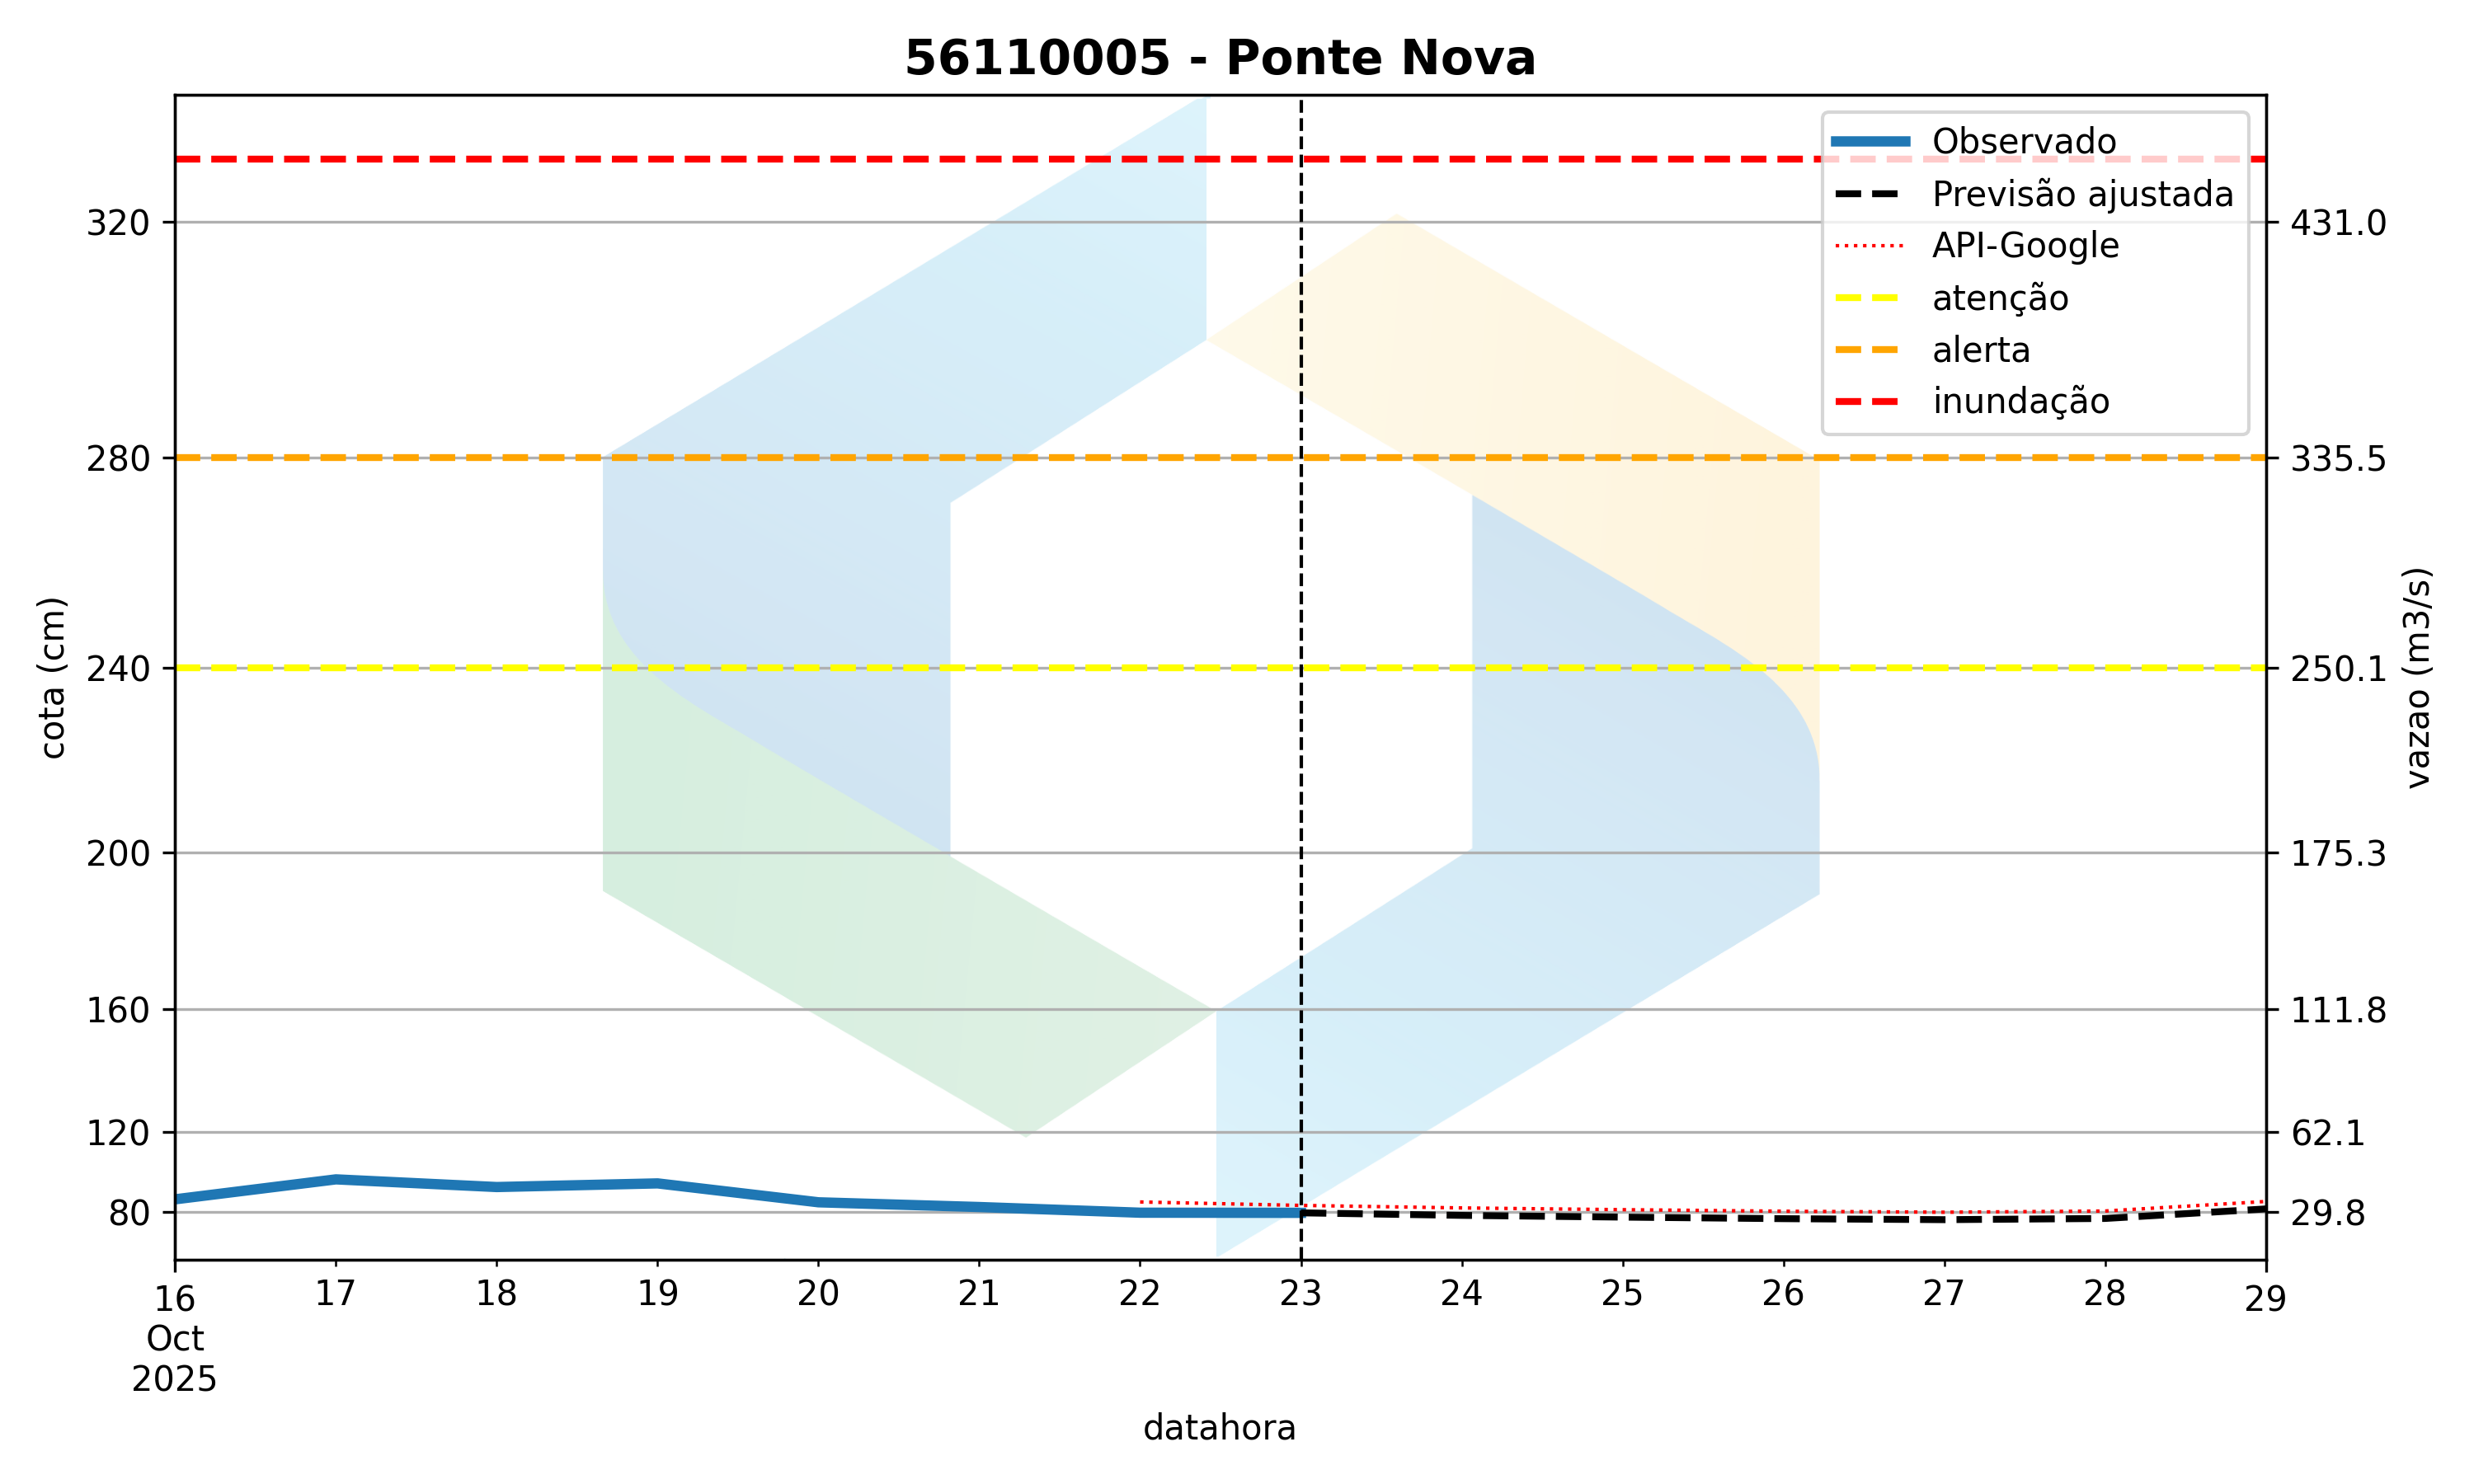 56110005 - Ponte Nova
Observado
Previsão ajustada
API-Google
atenção
alerta
inundação
320
280
240
200
160
120
80
cota (cm)
431.0
335.5
250.1
175.3
111.8
62.1
29.8
vazao (m3/s)
16 17 18 19 20 21 22 23 24 25 26 27 28 29
Oct
2025
datahora